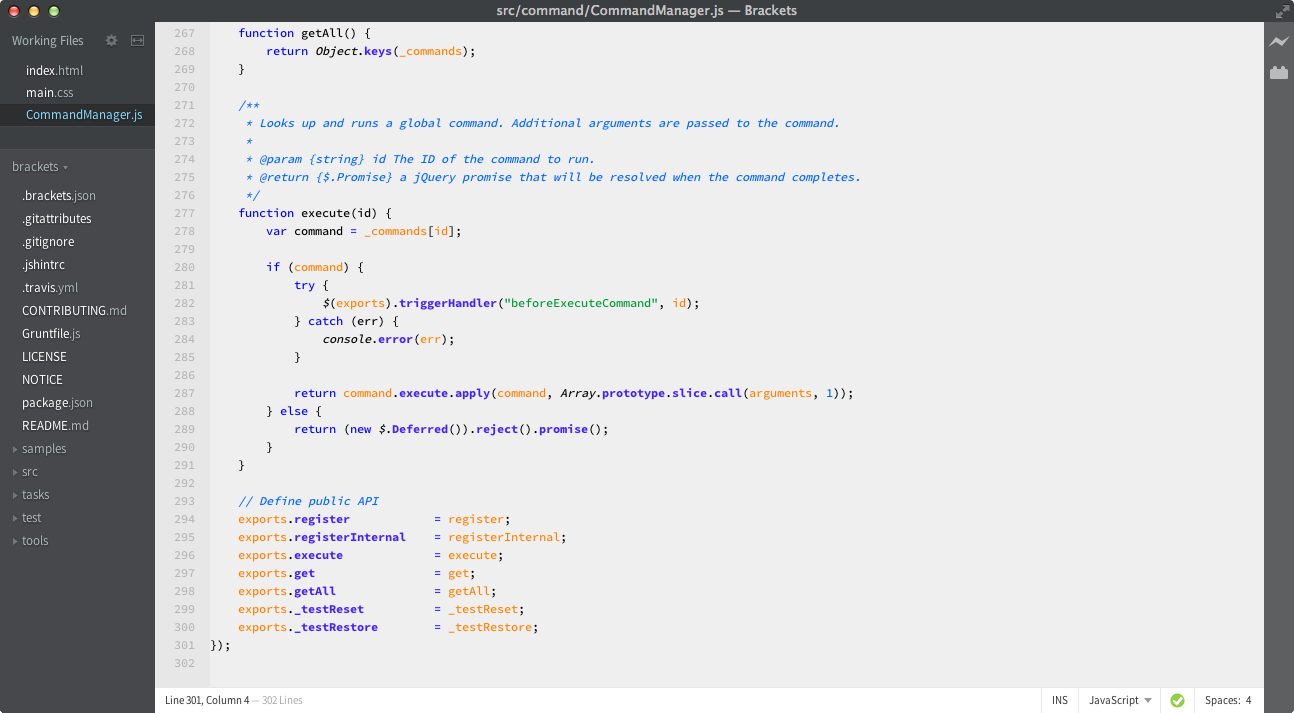 src/command/CommandManager.js — Brackets
Working Files
index.html
main.css
CommandManager.js
brackets
.brackets.json
.gitattributes
.gitignore
.jshintrc
.travis.yml
CONTRIBUTING.md
Gruntfile.js
LICENSE
NOTICE
package.json
README.md
samples
src
tasks
test
tools
267     function getAll() {
268         return Object.keys(_commands);
269     }
270
271     /**
272      * Looks up and runs a global command. Additional arguments are passed to the command.
273      *
274      * @param {string} id The ID of the command to run.
275      * @return {$.Promise} a jQuery promise that will be resolved when the command completes.
276      */
277     function execute(id) {
278         var command = _commands[id];
279
280         if (command) {
281             try {
282                 $(exports).triggerHandler("beforeExecuteCommand", id);
283             } catch (err) {
284                 console.error(err);
285             }
286
287             return command.execute.apply(command, Array.prototype.slice.call(arguments, 1));
288         } else {
289             return (new $.Deferred()).reject().promise();
290         }
291     }
292
293     // Define public API
294     exports.register            = register;
295     exports.registerInternal    = registerInternal;
296     exports.execute             = execute;
297     exports.get                 = get;
298     exports.getAll              = getAll;
299     exports._testReset          = _testReset;
300     exports._testRestore        = _testRestore;
301 });
302
Line 301, Column 4 — 302 Lines
INS
JavaScript
Spaces: 4